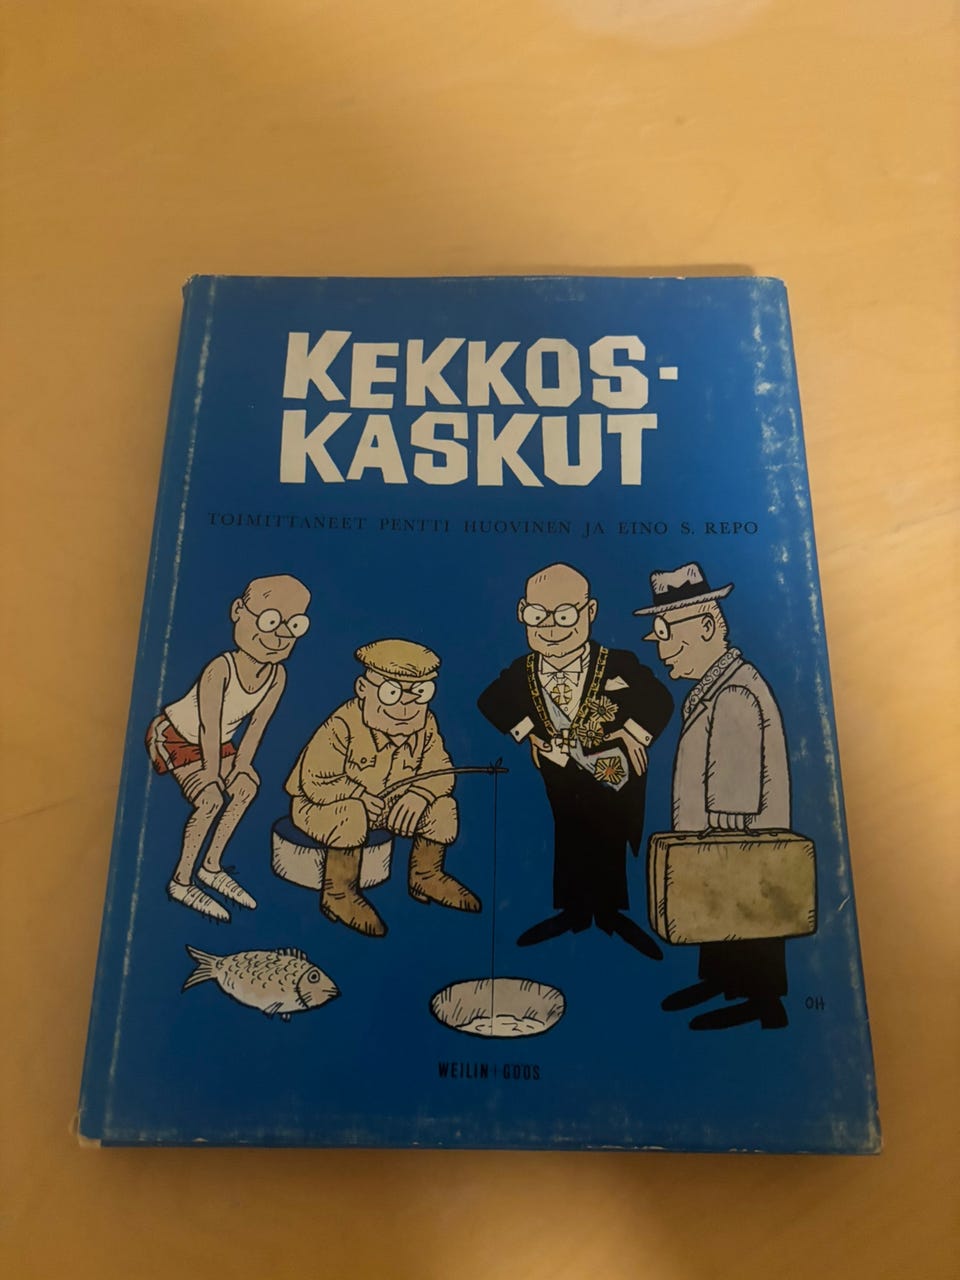 KEKKOS-
KASKUT
TOIMITTANEET PENTTI HUOVINEN JA EINO S. REPO
OH
WEILIN+GÖÖS